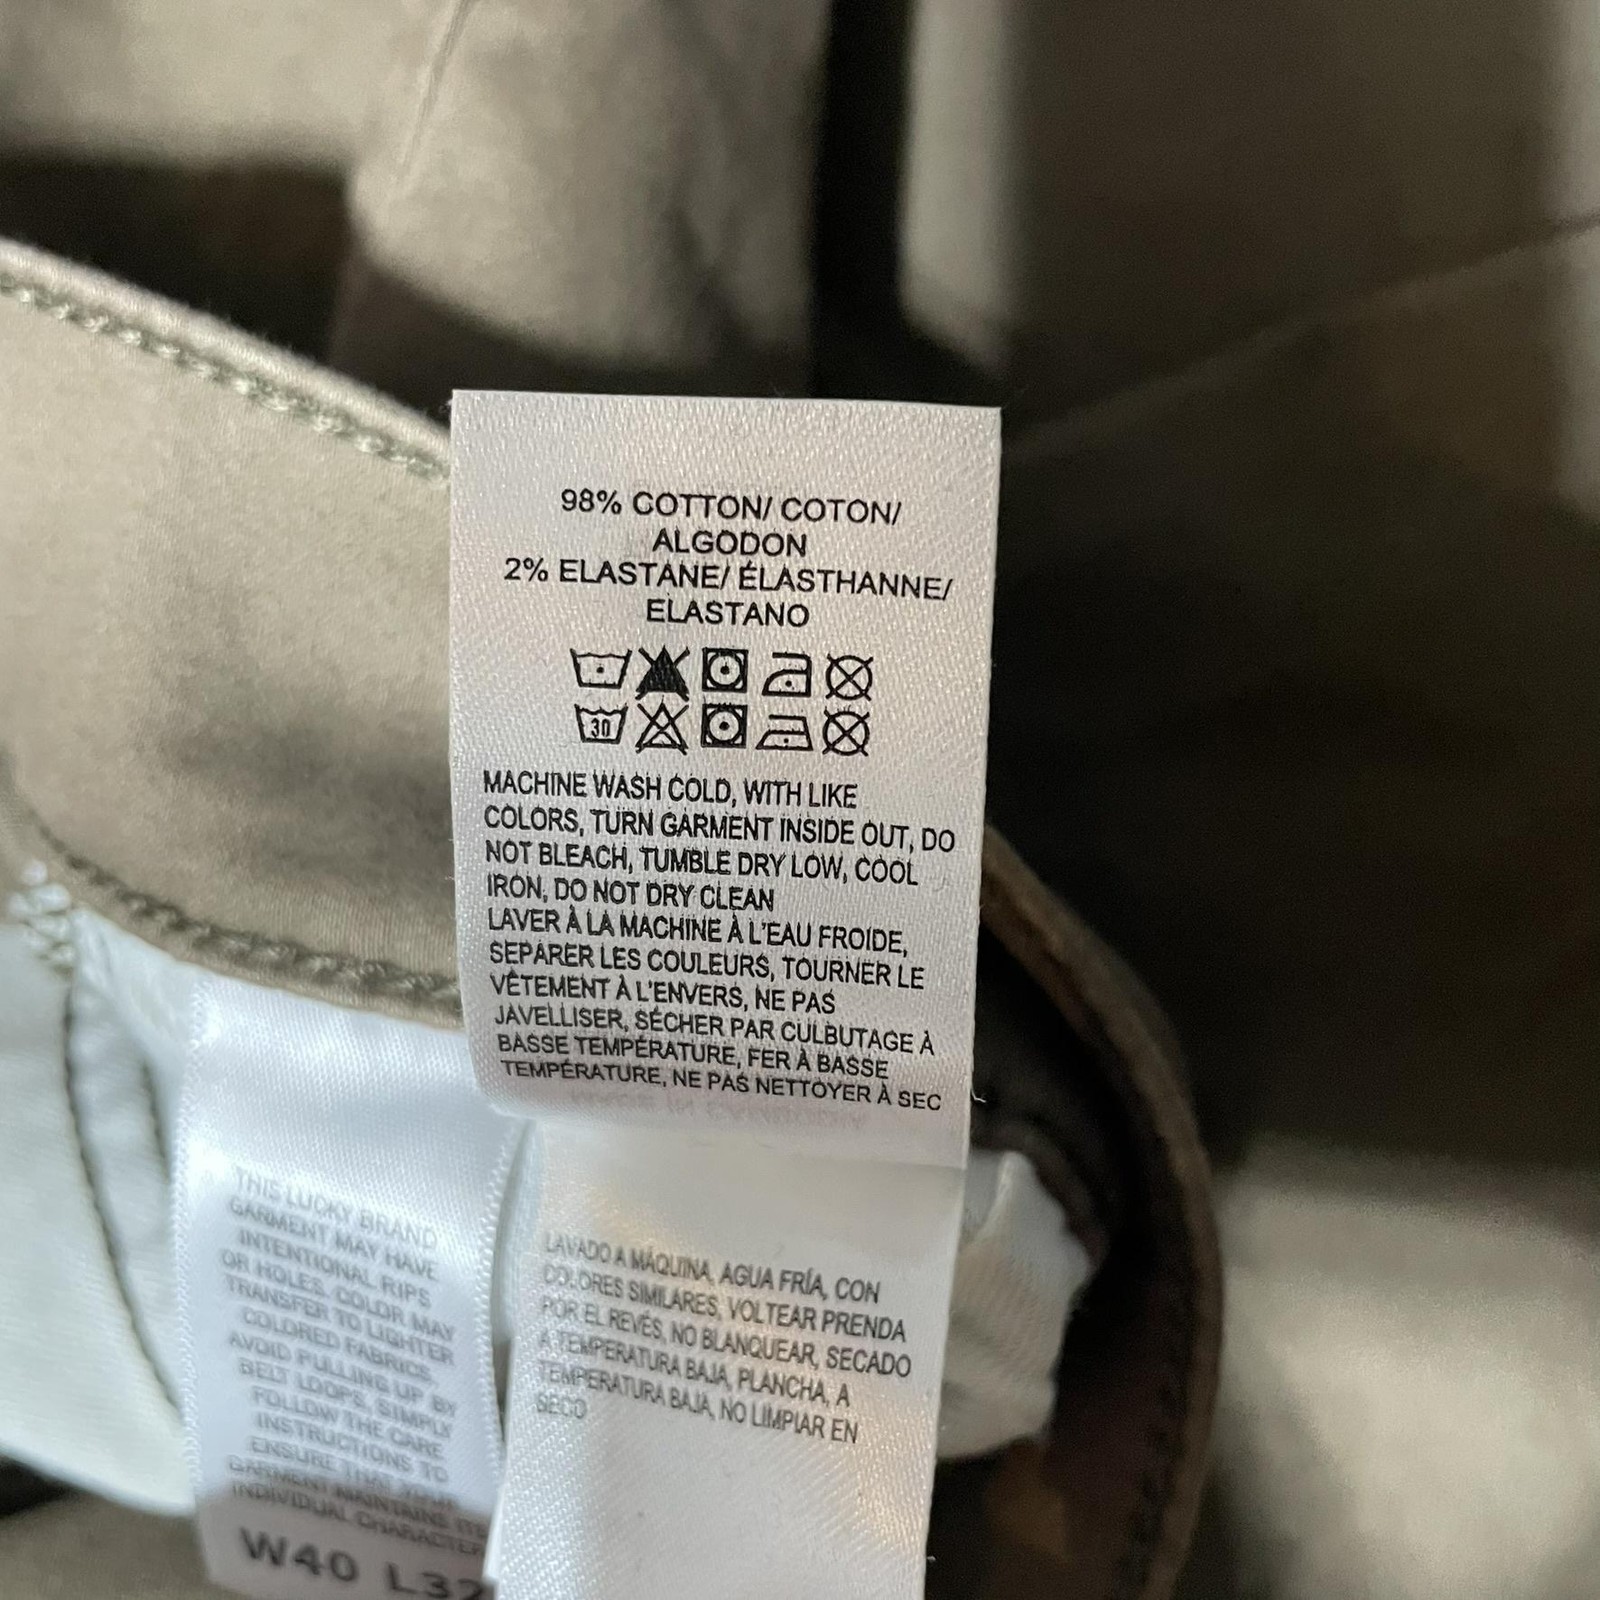 98% COTTON/ COTON/
ALGODON
2% ELASTANE/ ÉLASTHANNE/
ELASTANO
30
MACHINE WASH COLD, WITH LIKE
COLORS, TURN GARMENT INSIDE OUT, DO
NOT BLEACH, TUMBLE DRY LOW, COOL
IRON, DO NOT DRY CLEAN
LAVER À LA MACHINE À L'EAU FROIDE,
SEPARER LES COULEURS, TOURNER LE
VÊTEMENT À L'ENVERS, NE PAS
JAVELLISER, SÉCHER PAR CULBUTAGE À
BASSE TEMPÉRATURE, FER À BASSE
TEMPÉRATURE, NE PAS NETTOYER À SEC
LAVADO A MÁQUINA, AGUA FRÍA, CON
COLORES SIMILARES, VOLTEAR PRENDA
POR EL REVÉS, NO BLANQUEAR, SECADO
A TEMPERATURA BAJA, PLANCHA, A
TEMPERATURA BAJA, NO LIMPIAR EN
SECO
THIS LUCKY BRAND
GARMENT MAY HAVE
INTENTIONAL RIPS
OR HOLES. COLOR MAY
TRANSFER TO LIGHTER
COLORED FABRICS.
AVOID PULLING UP BY
BELT LOOPS, SIMPLY
FOLLOW THE CARE
INSTRUCTIONS TO
ENSURE THAT YOUR
GARMENT MAINTAINS ITS
INDIVIDUAL CHARACTER
W40 L32